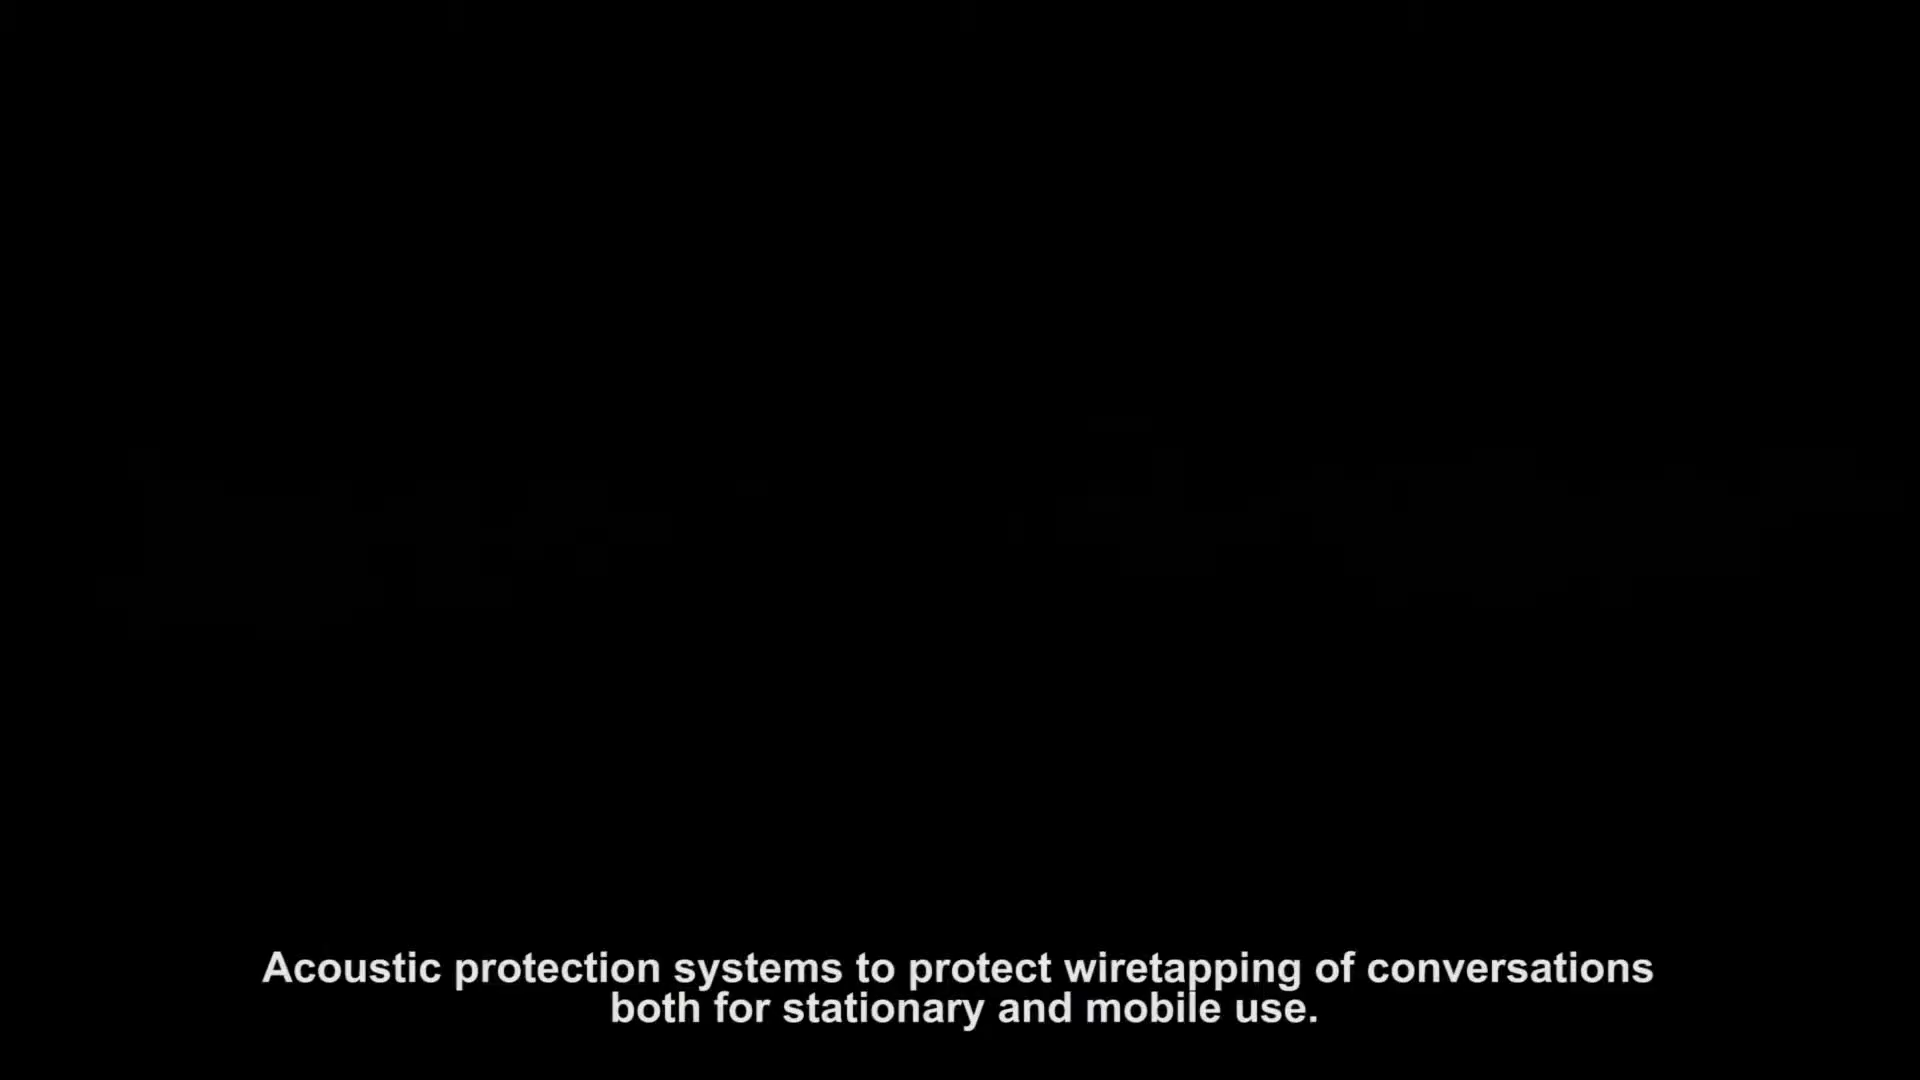 Acoustic protection systems to protect wiretapping of conversations
both for stationary and mobile use.